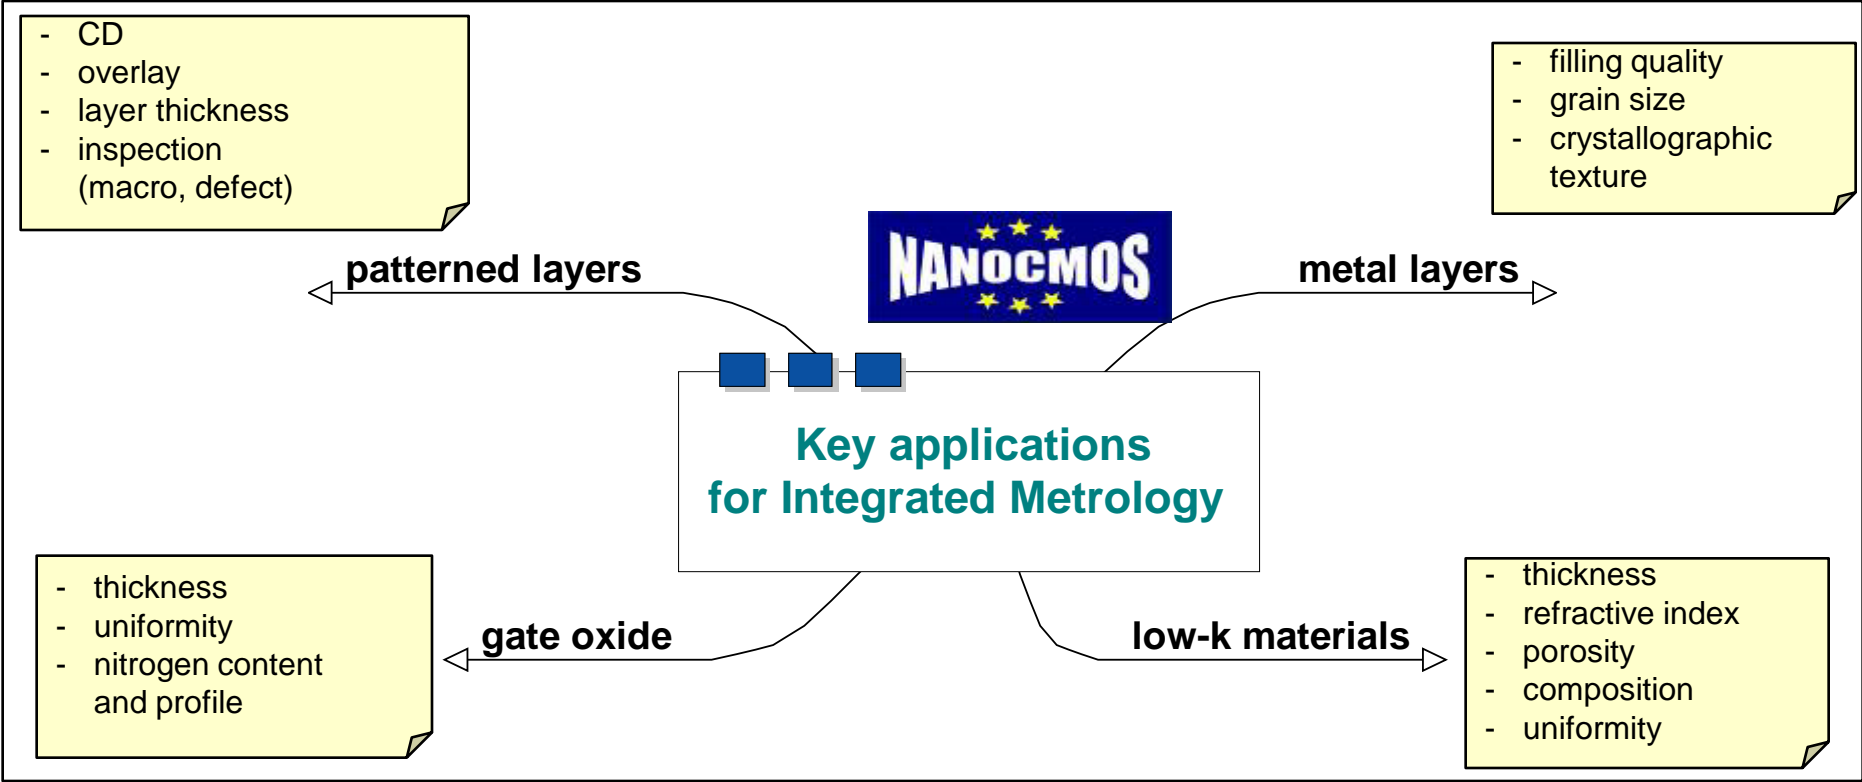 - CD
- overlay
- layer thickness
- inspection
(macro, defect)
- filling quality
- grain size
- crystallographic
texture
patterned layers
NANOCMOS
metal layers
Key applications
for Integrated Metrology
- thickness
- uniformity
- nitrogen content
and profile
gate oxide
low-k materials
- thickness
- refractive index
- porosity
- composition
- uniformity